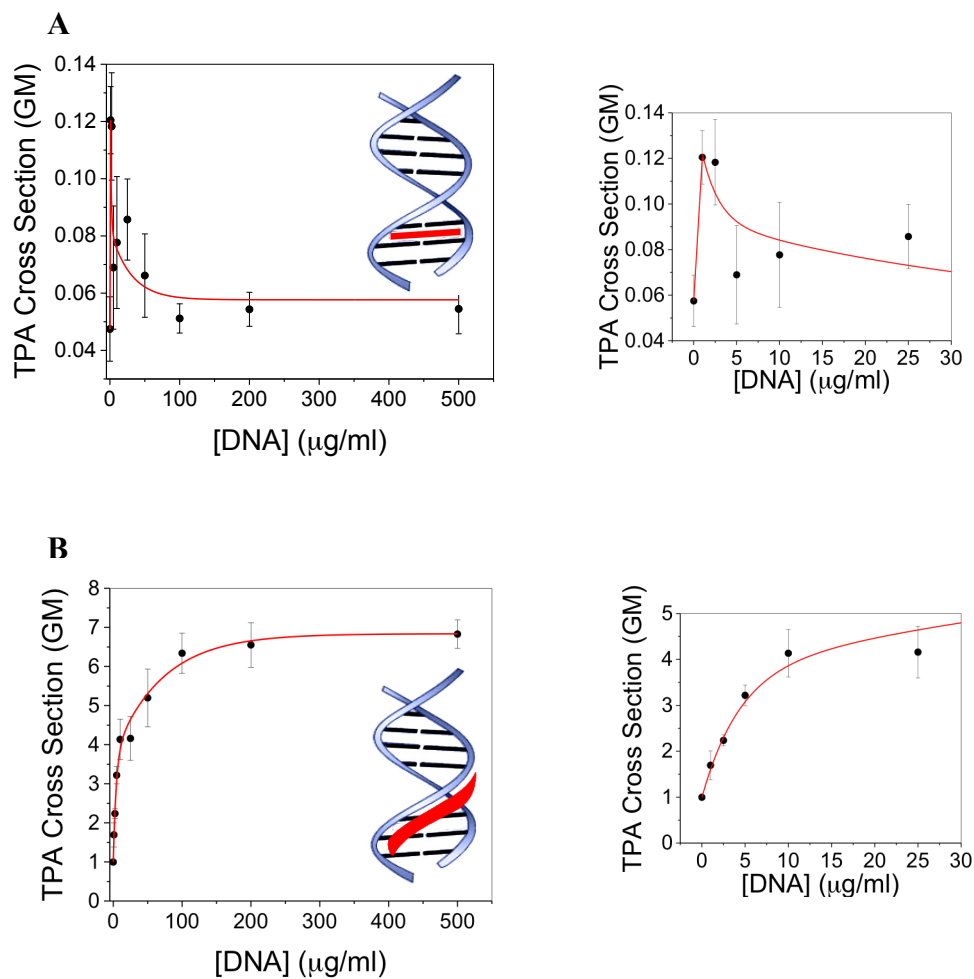 A
TPA Cross Section (GM)
0.14
0.12
0.10
0.08
0.06
0.04
0 100 200 300 400 500
[DNA] (μg/ml)
TPA Cross Section (GM)
0.14
0.12
0.10
0.08
0.06
0.04
0 5 10 15 20 25 30
[DNA] (μg/ml)
B
TPA Cross Section (GM)
8
7
6
5
4
3
2
1
0
0 100 200 300 400 500
[DNA] (μg/ml)
TPA Cross Section (GM)
5
4
3
2
1
0
0 5 10 15 20 25 30
[DNA] (μg/ml)